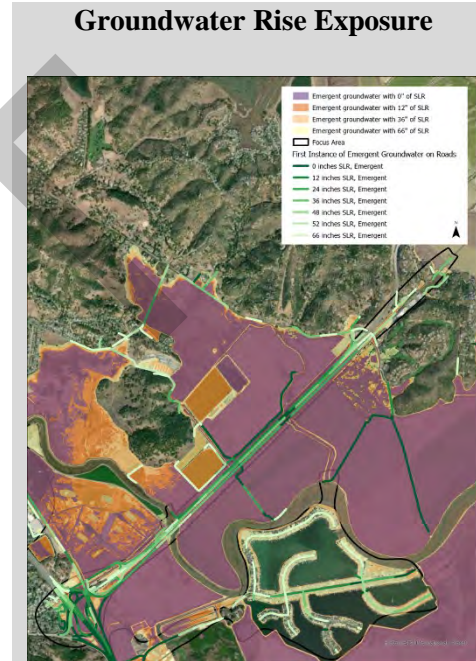 Groundwater Rise Exposure
Emergent groundwater with 0" of SLR
Emergent groundwater with 12" of SLR
Emergent groundwater with 36" of SLR
Emergent groundwater with 66" of SLR
Focus Area
First Instance of Emergent Groundwater on Roads
0 inches SLR, Emergent
12 inches SLR, Emergent
24 inches SLR, Emergent
36 inches SLR, Emergent
48 inches SLR, Emergent
52 inches SLR, Emergent
66 inches SLR, Emergent